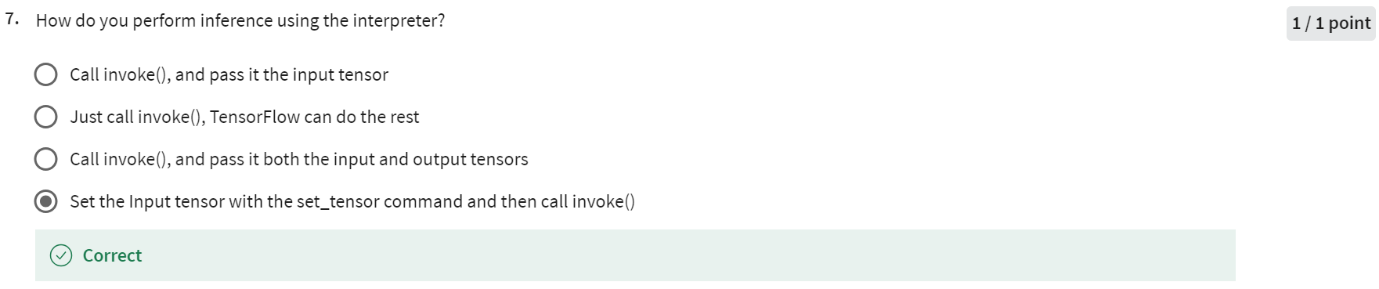 7. How do you perform inference using the interpreter?
1 / 1 point
Call invoke(), and pass it the input tensor
Just call invoke(), TensorFlow can do the rest
Call invoke(), and pass it both the input and output tensors
Set the Input tensor with the set_tensor command and then call invoke()
Correct